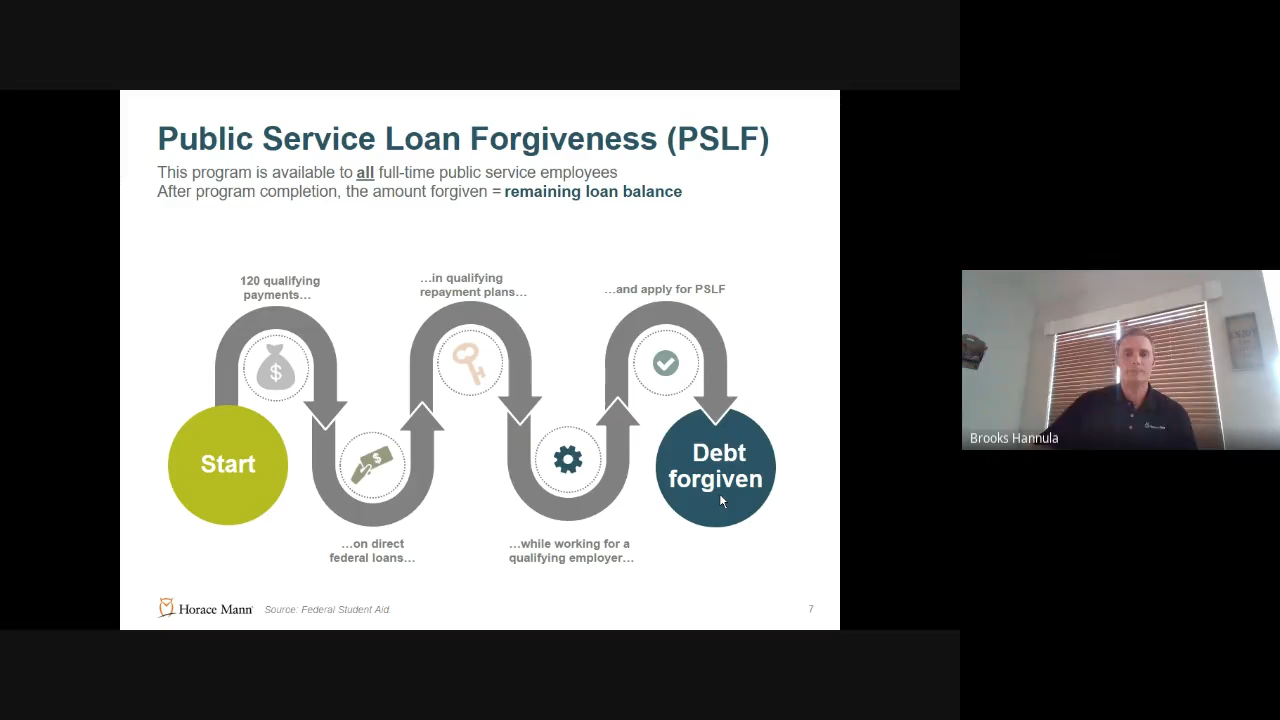 Public Service Loan Forgiveness (PSLF)
This program is available to all full-time public service employees
After program completion, the amount forgiven = remaining loan balance
120 qualifying
payments…
…in qualifying
repayment plans…
…and apply for PSLF
$
$
Start
Debt
forgiven
…on direct
federal loans…
…while working for a
qualifying employer…
Horace Mann
Source: Federal Student Aid
7
ENJOY
Brooks Hannula